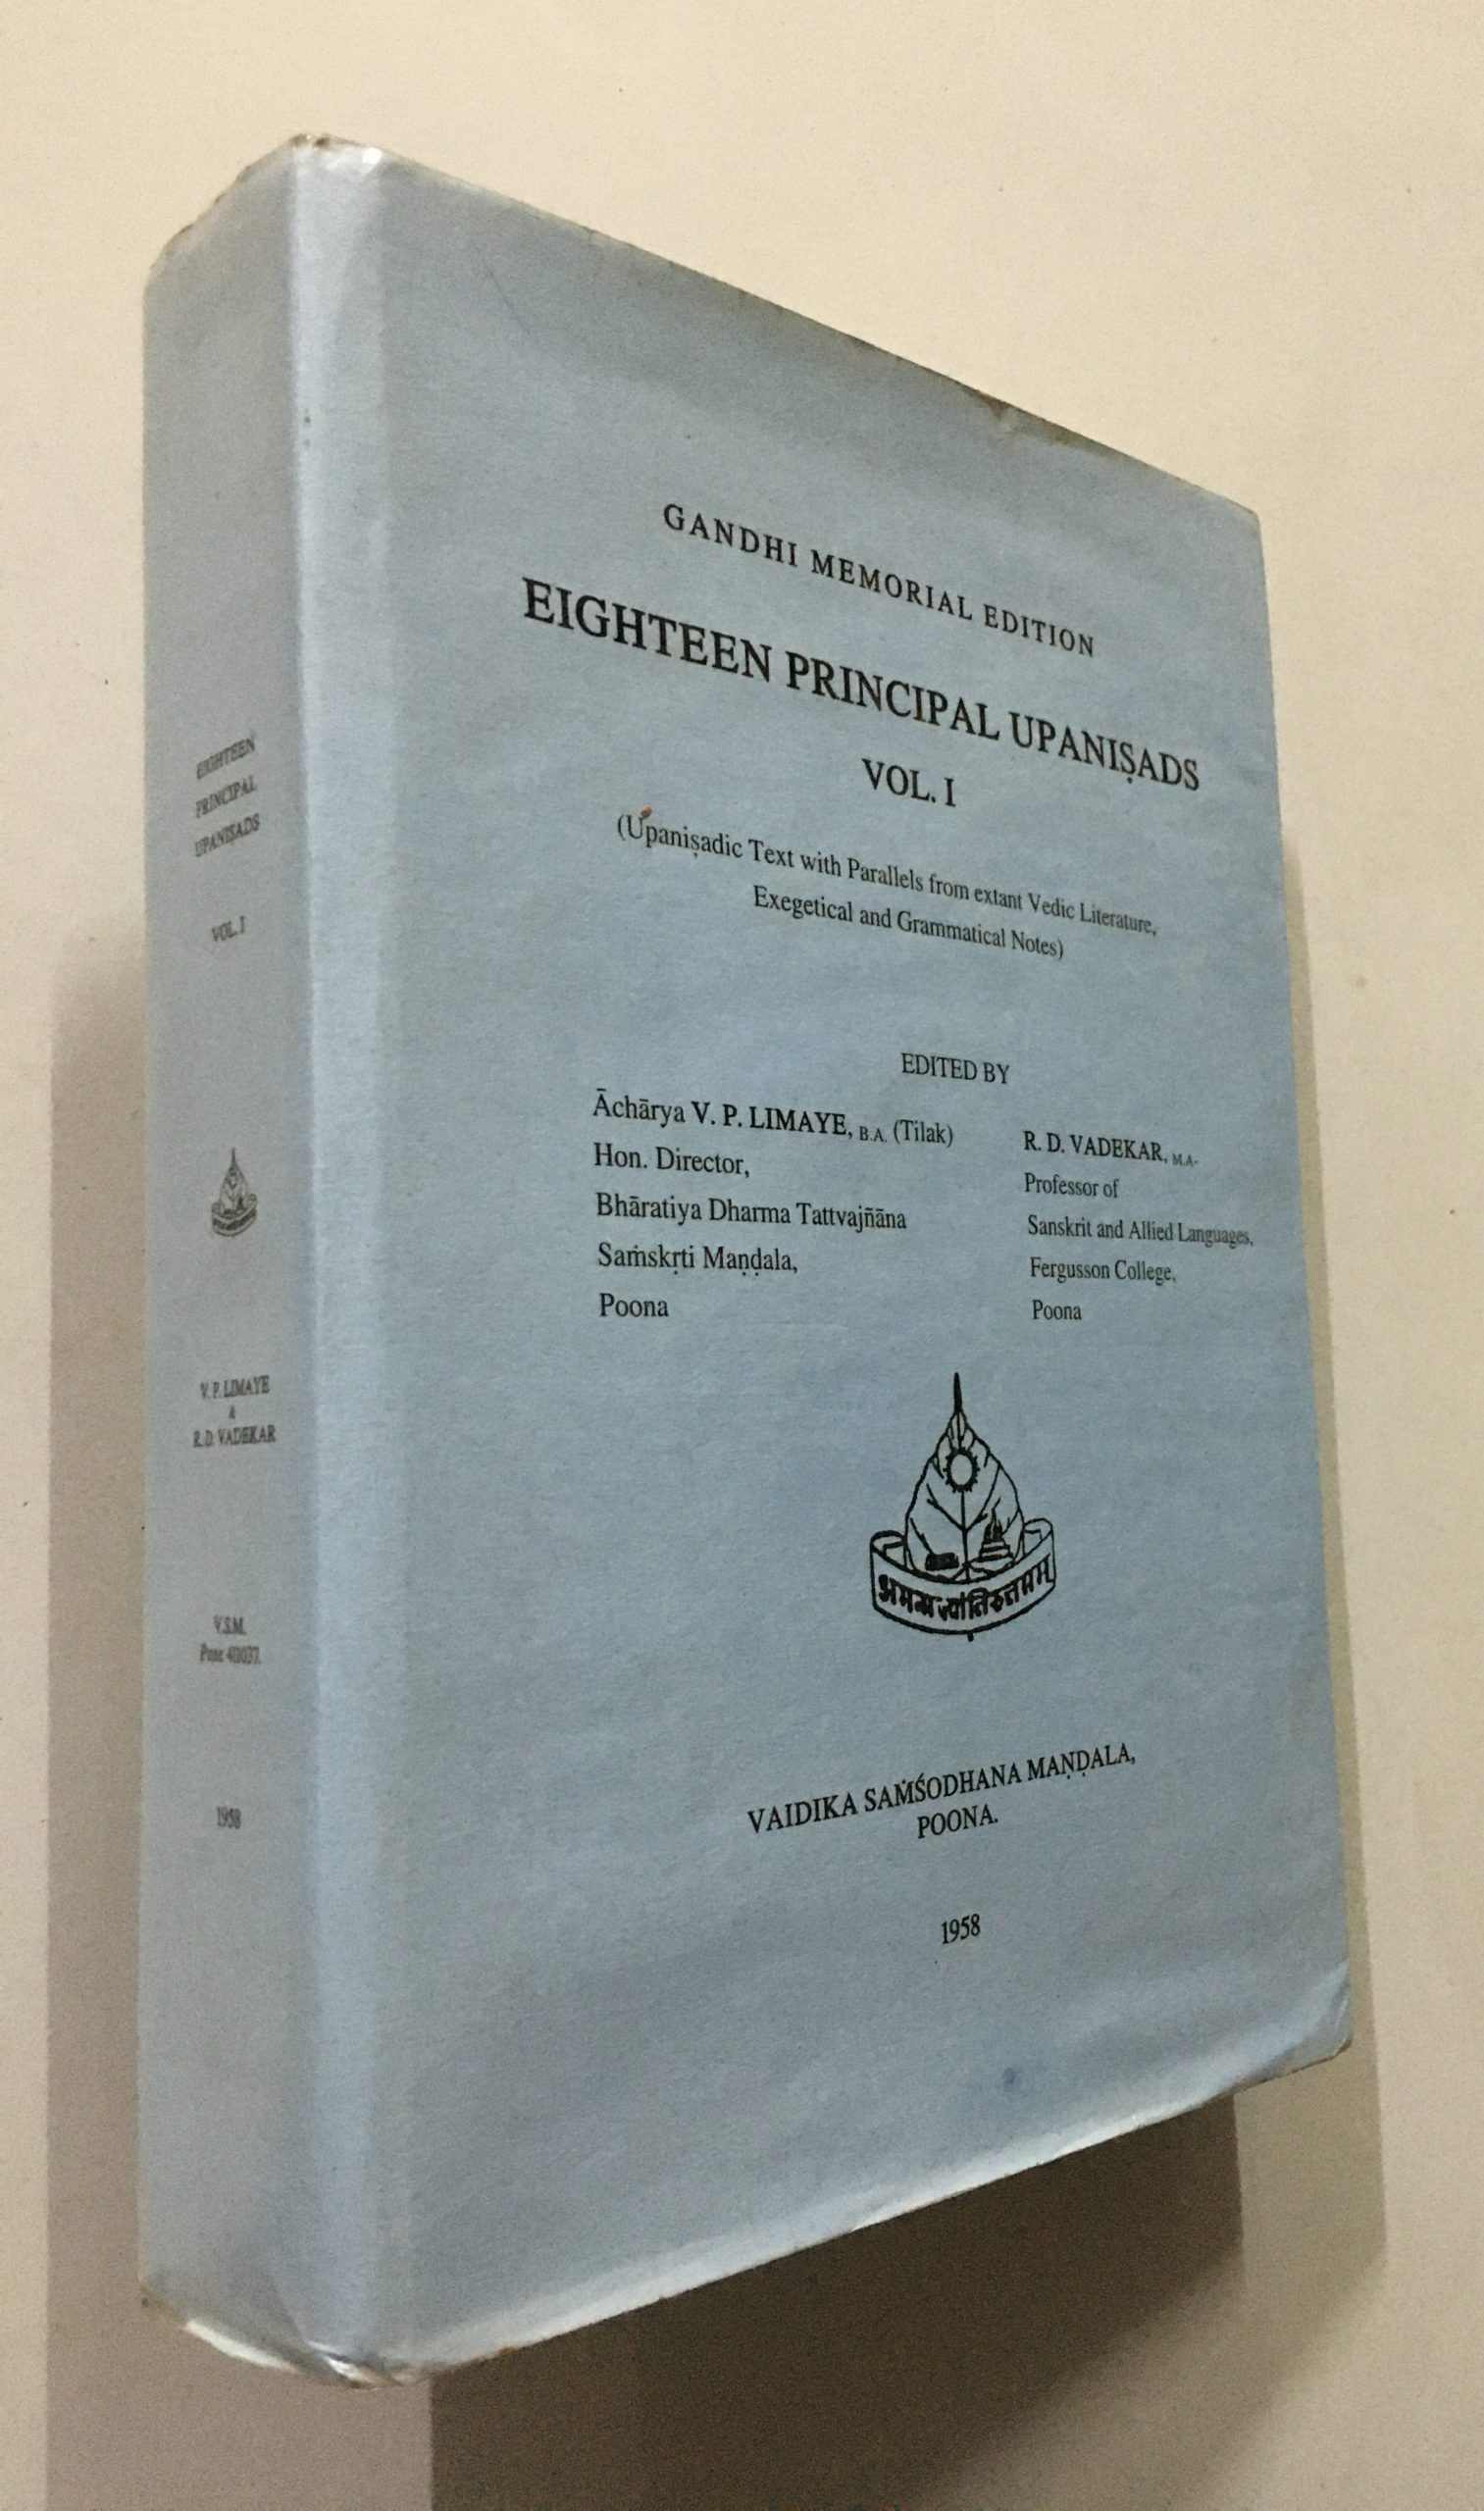 GANDHI MEMORIAL EDITION
EIGHTEEN PRINCIPAL UPANIṢADS
VOL. I
(Upaniṣadic Text with Parallels from extant Vedic Literature,
Exegetical and Grammatical Notes)
EDITED BY
Āchārya V. P. LIMAYE, B.A. (Tilak)
Hon. Director,
Bhāratiya Dharma Tattvajñāna
Saṁskṛti Maṇḍala,
Poona
R. D. VADEKAR, M.A.
Professor of
Sanskrit and Allied Languages,
Fergusson College,
Poona
VAIDIKA SAṀŚODHANA MAṆḌALA,
POONA.
1958
EIGHTEEN
PRINCIPAL
UPANIṢADS
VOL. I
V. P. LIMAYE
&
R. D. VADEKAR
V.S.M.
Pune 411037.
1958